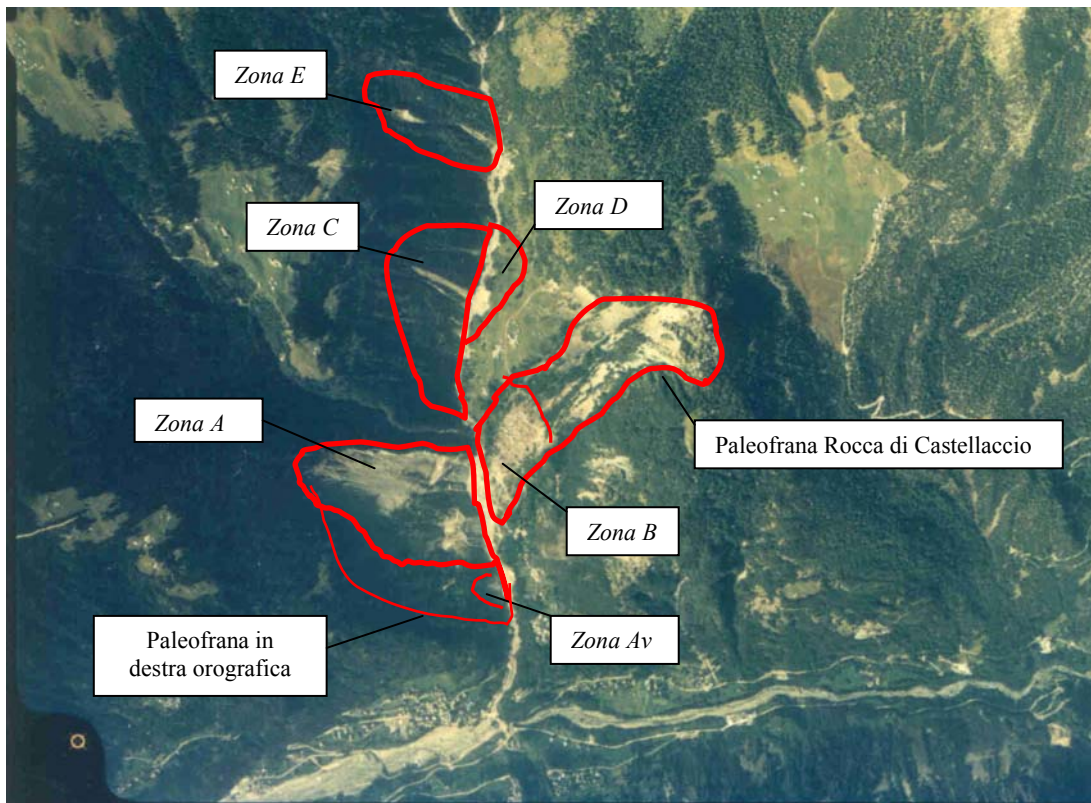 Zona E
Zona D
Zona C
Zona A
Paleofrana Rocca di Castellaccio
Zona B
Paleofrana in
destra orografica
Zona Av